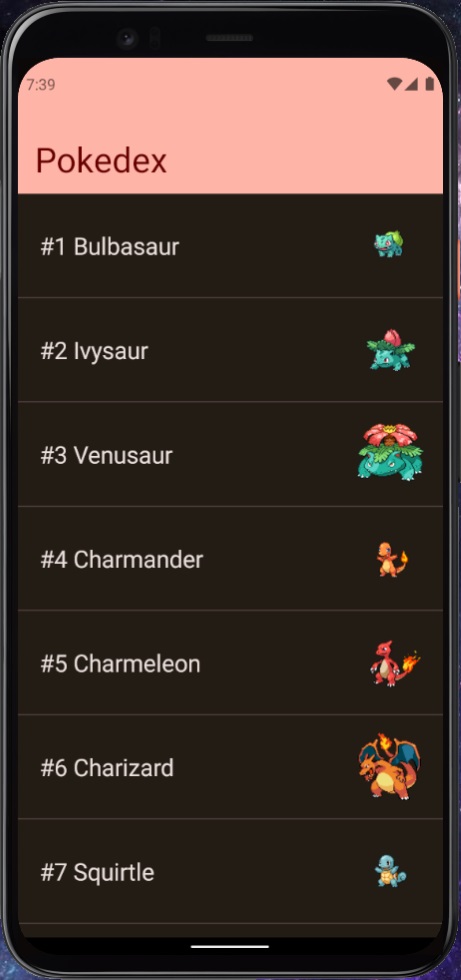 7:39
Pokedex
#1 Bulbasaur
#2 Ivysaur
#3 Venusaur
#4 Charmander
#5 Charmeleon
#6 Charizard
#7 Squirtle